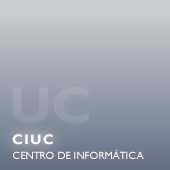 UC
CIUC
CENTRO DE INFORMÁTICA